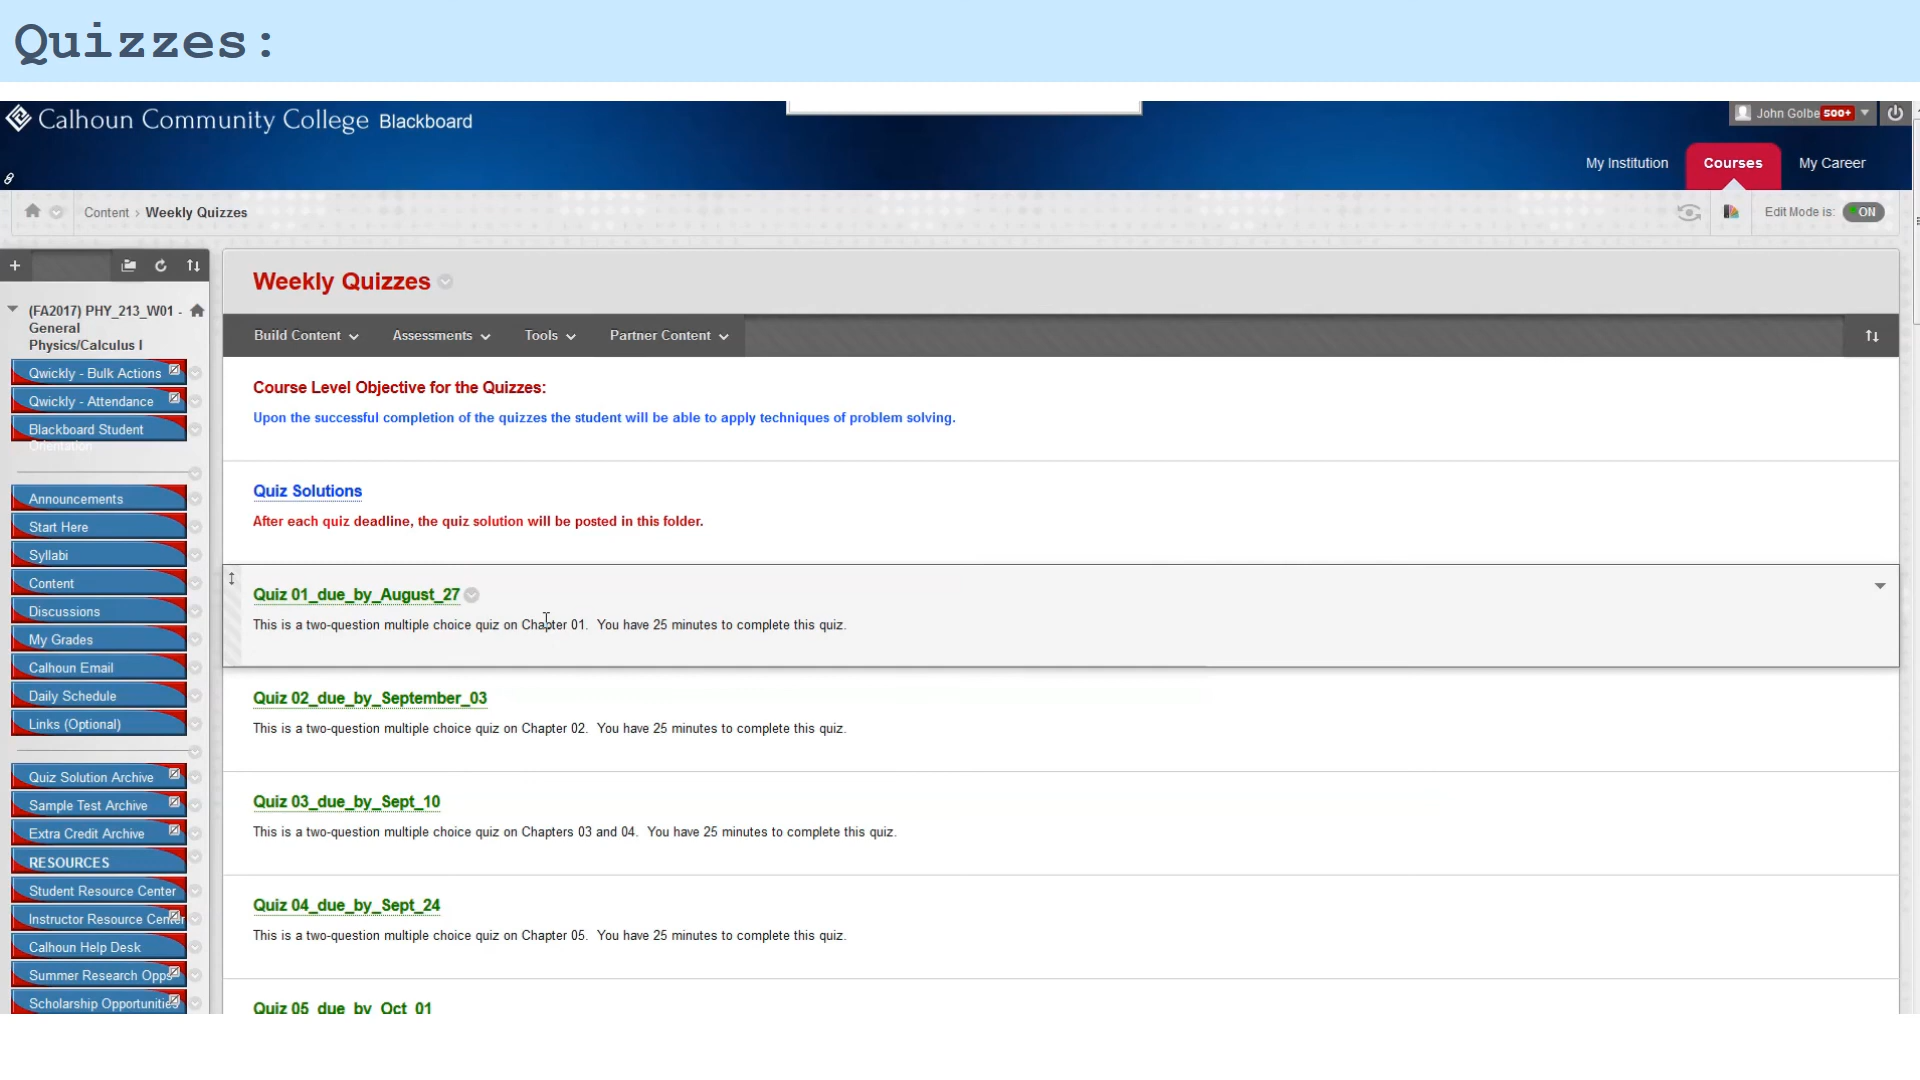 Quizzes:
Calhoun Community College Blackboard
John Golbe 500+
My Institution
Courses
My Career
Content › Weekly Quizzes
Edit Mode is: ON
(FA2017) PHY_213_W01 -
General
Physics/Calculus I
Qwickly - Bulk Actions
Qwickly - Attendance
Blackboard Student
Orientation
Announcements
Start Here
Syllabi
Content
Discussions
My Grades
Calhoun Email
Daily Schedule
Links (Optional)
Quiz Solution Archive
Sample Test Archive
Extra Credit Archive
RESOURCES
Student Resource Center
Instructor Resource Center
Calhoun Help Desk
Summer Research Opps
Scholarship Opportunities
Weekly Quizzes
Build Content
Assessments
Tools
Partner Content
Course Level Objective for the Quizzes:
Upon the successful completion of the quizzes the student will be able to apply techniques of problem solving.
Quiz Solutions
After each quiz deadline, the quiz solution will be posted in this folder.
Quiz 01_due_by_August_27
This is a two-question multiple choice quiz on Chapter 01. You have 25 minutes to complete this quiz.
Quiz 02_due_by_September_03
This is a two-question multiple choice quiz on Chapter 02. You have 25 minutes to complete this quiz.
Quiz 03_due_by_Sept_10
This is a two-question multiple choice quiz on Chapters 03 and 04. You have 25 minutes to complete this quiz.
Quiz 04_due_by_Sept_24
This is a two-question multiple choice quiz on Chapter 05. You have 25 minutes to complete this quiz.
Quiz 05_due_by_Oct_01